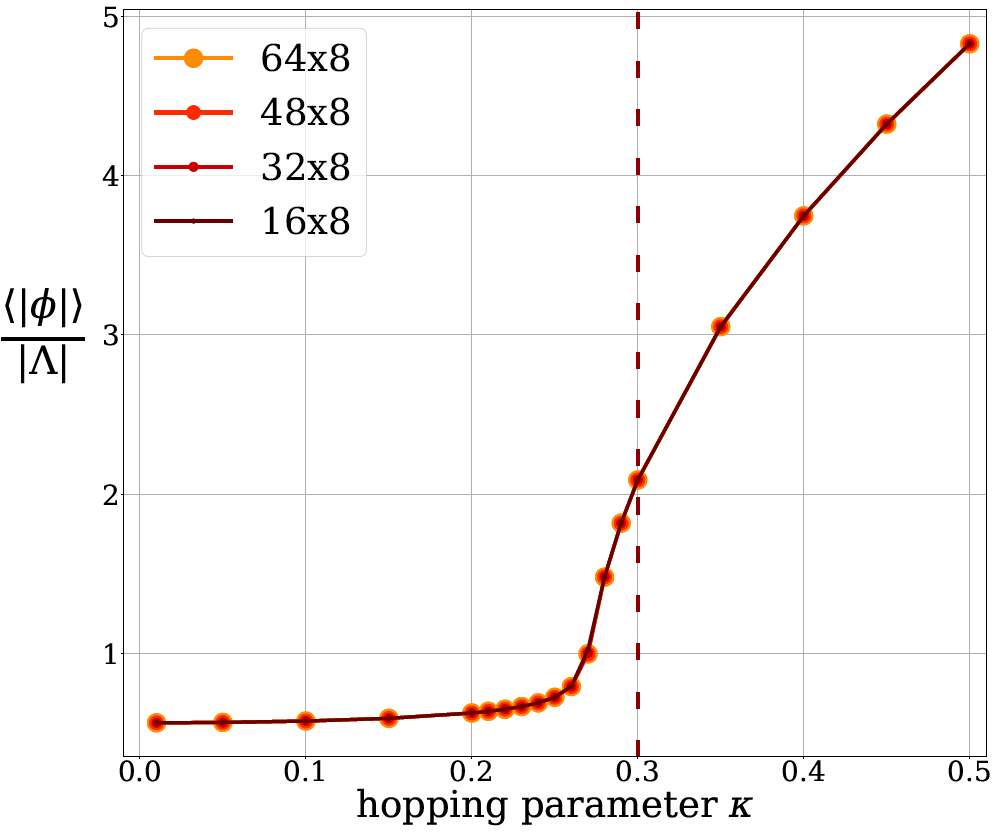 64x8
48x8
32x8
16x8
5
4
3
2
1
⟨|ϕ|⟩
|Λ|
0.0 0.1 0.2 0.3 0.4 0.5
hopping parameter κ